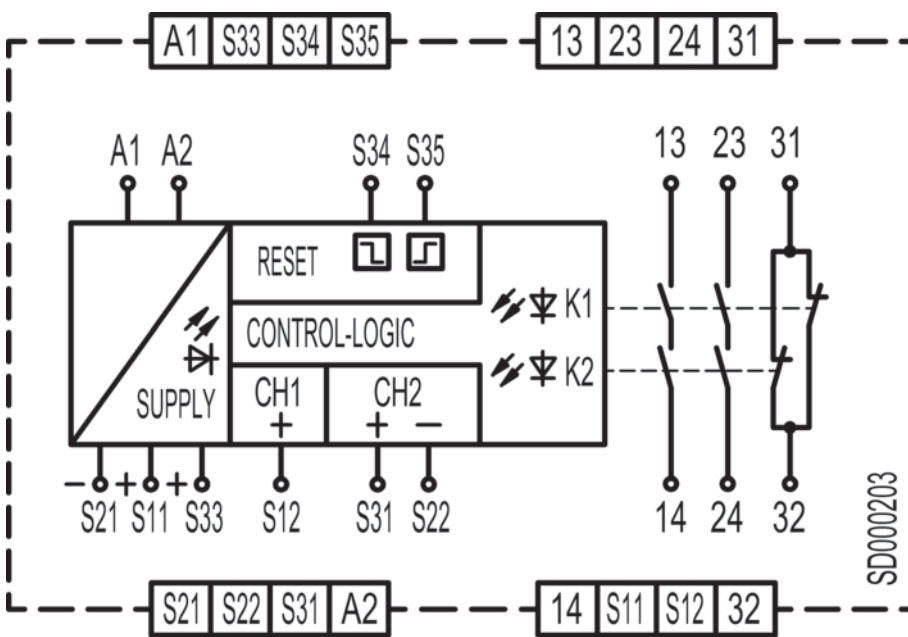 A1 S33 S34 S35 13 23 24 31
A1 A2 S34 S35 13 23 31
RESET
K1
CONTROL-LOGIC
K2
SUPPLY
CH1 CH2
+ + −
− + +
S21 S11 S33 S12 S31 S22 14 24 32
SD000203
S21 S22 S31 A2 14 S11 S12 32